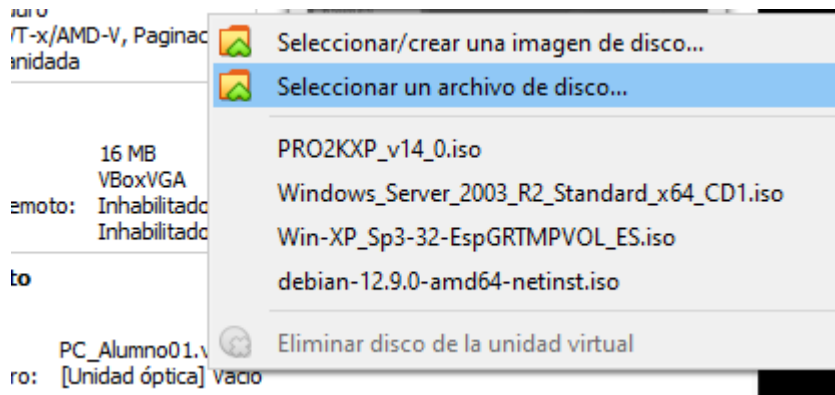 /T-x/AMD-V, Paginac
anidada
16 MB
VBoxVGA
emoto: Inhabilitado
Inhabilitado
to
PC_Alumno01.v
ro: [Unidad óptica] Vacío
Seleccionar/crear una imagen de disco...
Seleccionar un archivo de disco...
PRO2KXP_v14_0.iso
Windows_Server_2003_R2_Standard_x64_CD1.iso
Win-XP_Sp3-32-EspGRTMPVOL_ES.iso
debian-12.9.0-amd64-netinst.iso
Eliminar disco de la unidad virtual